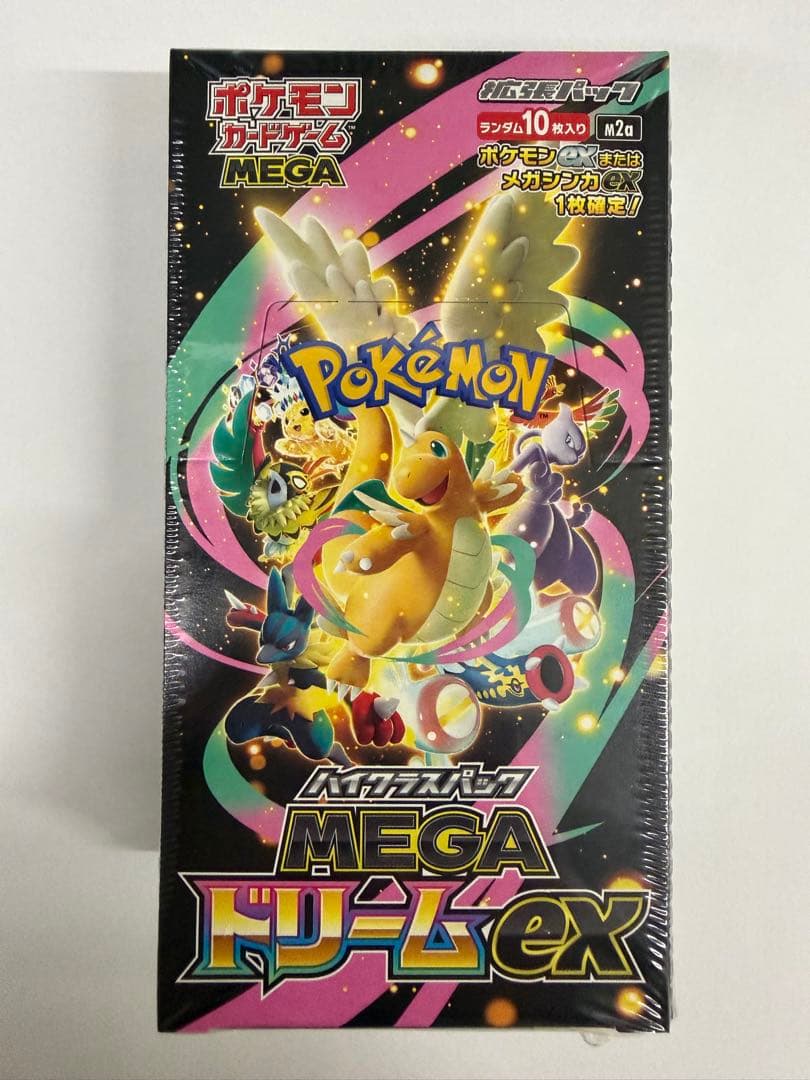 ポケモン
カードゲーム
MEGA
拡張パック
ランダム10枚入り
M2a
ポケモンexまたは
メガシンカex
1枚確定!
POKéMON
TM
ハイクラスパック
MEGA
ドリームex